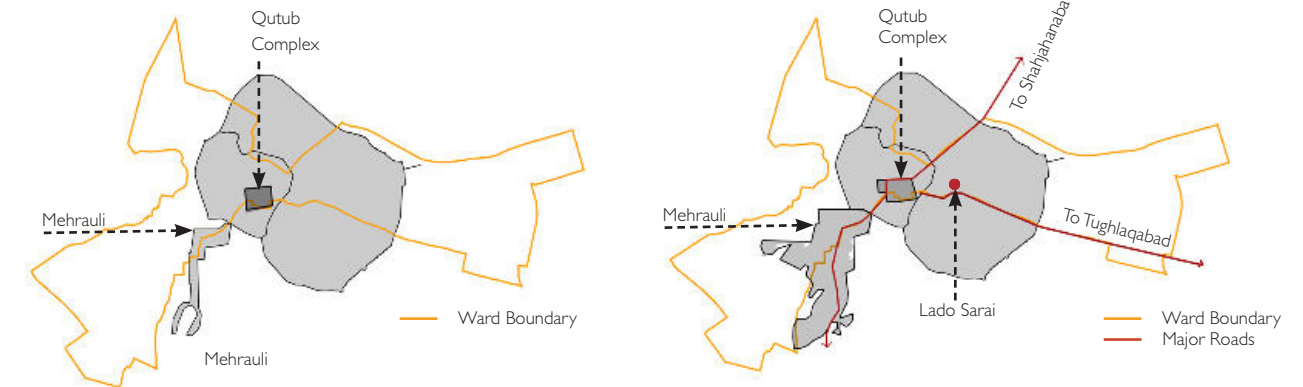 Qutub
Complex
Mehrauli
Mehrauli
Ward Boundary
Qutub
Complex
To Shahjahanaba
Mehrauli
To Tughlaqabad
Lado Sarai
Ward Boundary
Major Roads